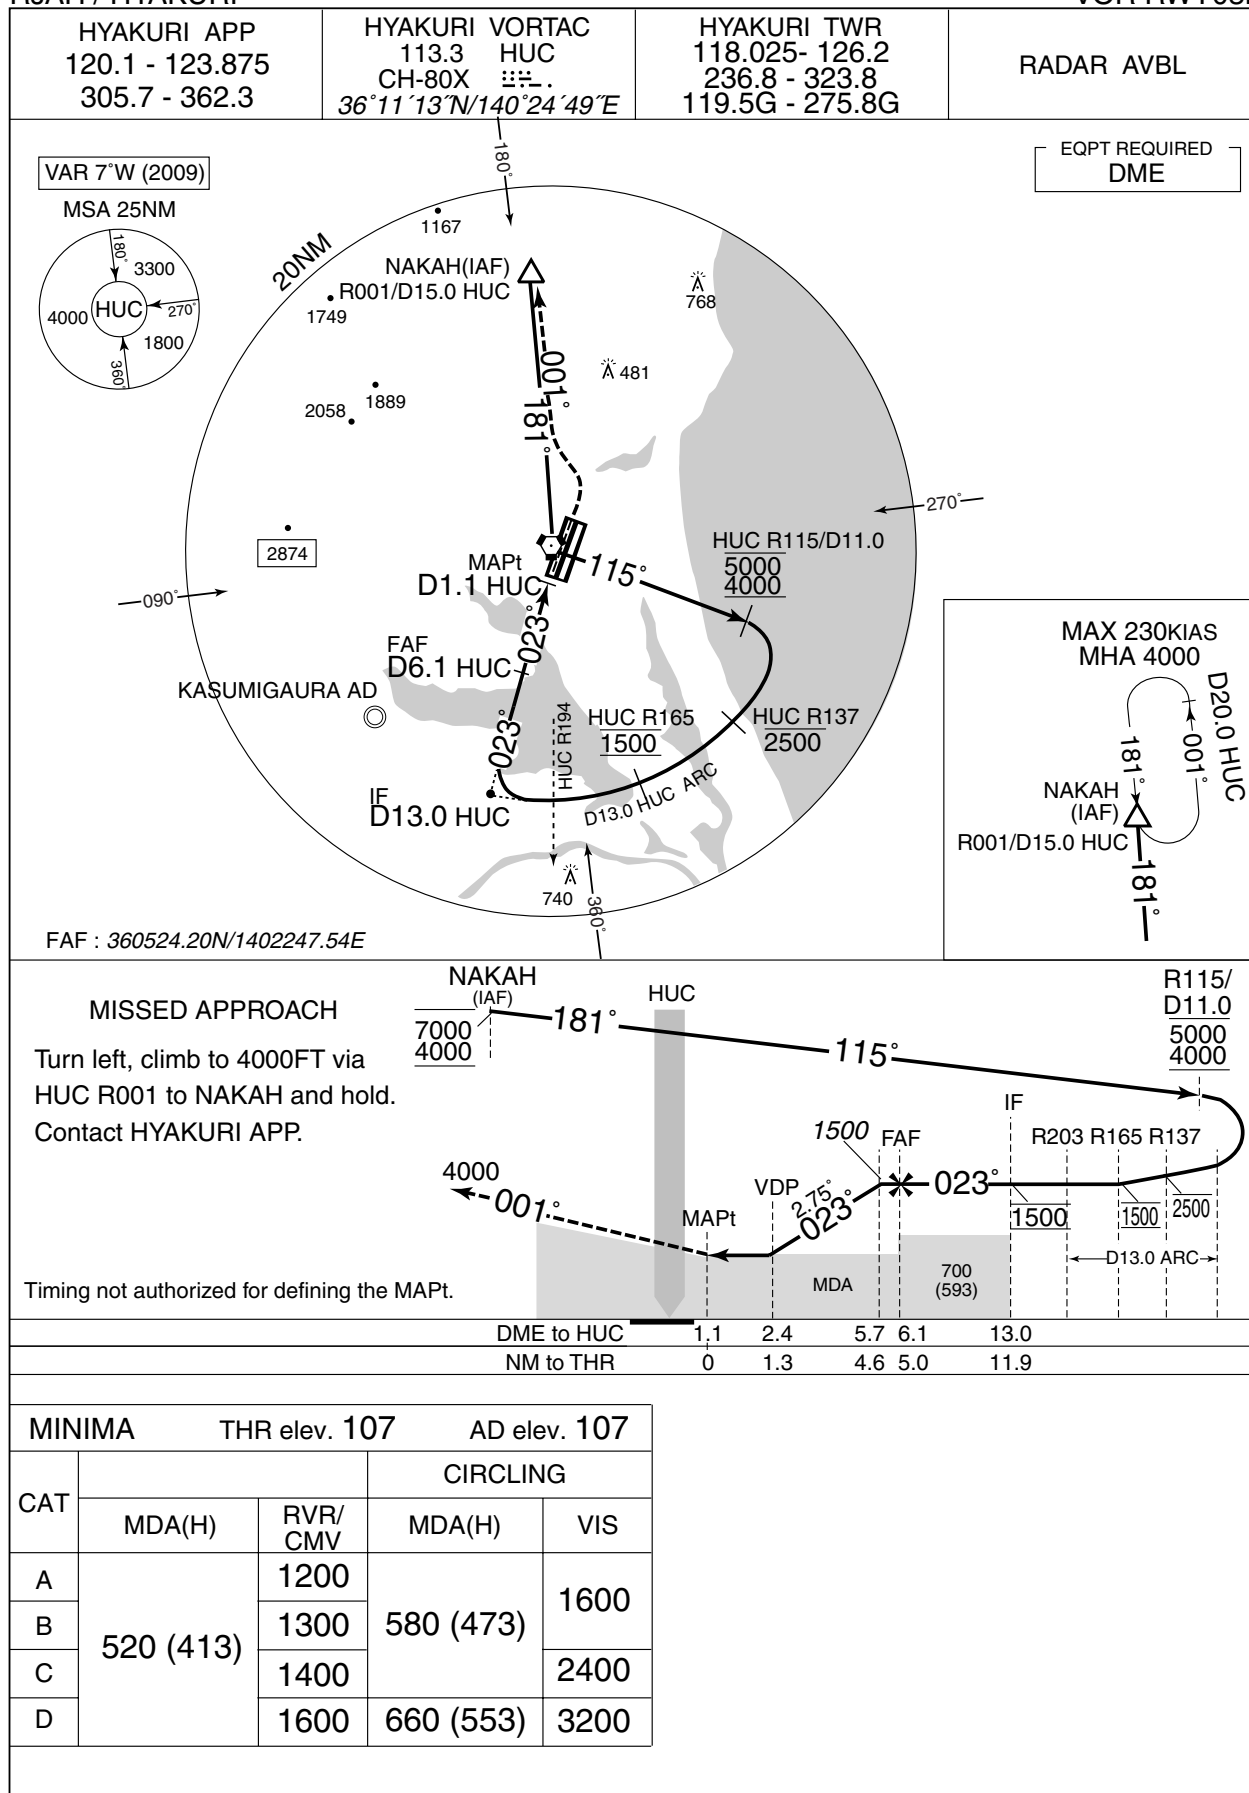 HYAKURI APP
120.1 - 123.875
305.7 - 362.3
HYAKURI VORTAC
113.3 HUC
CH-80X
36°11´13˝N/140°24´49˝E
HYAKURI TWR
118.025- 126.2
236.8 - 323.8
119.5G - 275.8G
RADAR AVBL
VAR 7°W (2009)
MSA 25NM
180°
3300
4000
HUC
270°
1800
360°
EQPT REQUIRED
DME
180°
20NM
1167
NAKAH(IAF)
R001/D15.0 HUC
768
1749
001°
481
2058
1889
181°
270°
2874
HUC R115/D11.0
5000
4000
MAPt
D1.1 HUC
115°
090°
023°
FAF
D6.1 HUC
KASUMIGAURA AD
023°
HUC R194
HUC R165
1500
HUC R137
2500
IF
D13.0 HUC
D13.0 HUC ARC
740
360°
FAF : 360524.20N/1402247.54E
MAX 230KIAS
MHA 4000
D20.0 HUC
181°
001°
NAKAH
(IAF)
R001/D15.0 HUC
181°
MISSED APPROACH
Turn left, climb to 4000FT via
HUC R001 to NAKAH and hold.
Contact HYAKURI APP.
Timing not authorized for defining the MAPt.
NAKAH
(IAF)
7000
4000
181°
HUC
115°
R115/
D11.0
5000
4000
IF
R203 R165 R137
1500
FAF
023°
4000
001°
VDP
2.75°
023°
MAPt
1500
1500
2500
D13.0 ARC
MDA
700
(593)
DME to HUC 1.1 2.4 5.7 6.1 13.0
NM to THR 0 1.3 4.6 5.0 11.9
MINIMA THR elev. 107 AD elev. 107
CAT
CIRCLING
MDA(H)
RVR/
CMV
MDA(H)
VIS
A
1200
B
1300
C
1400
D
1600
520 (413)
580 (473)
660 (553)
1600
2400
3200